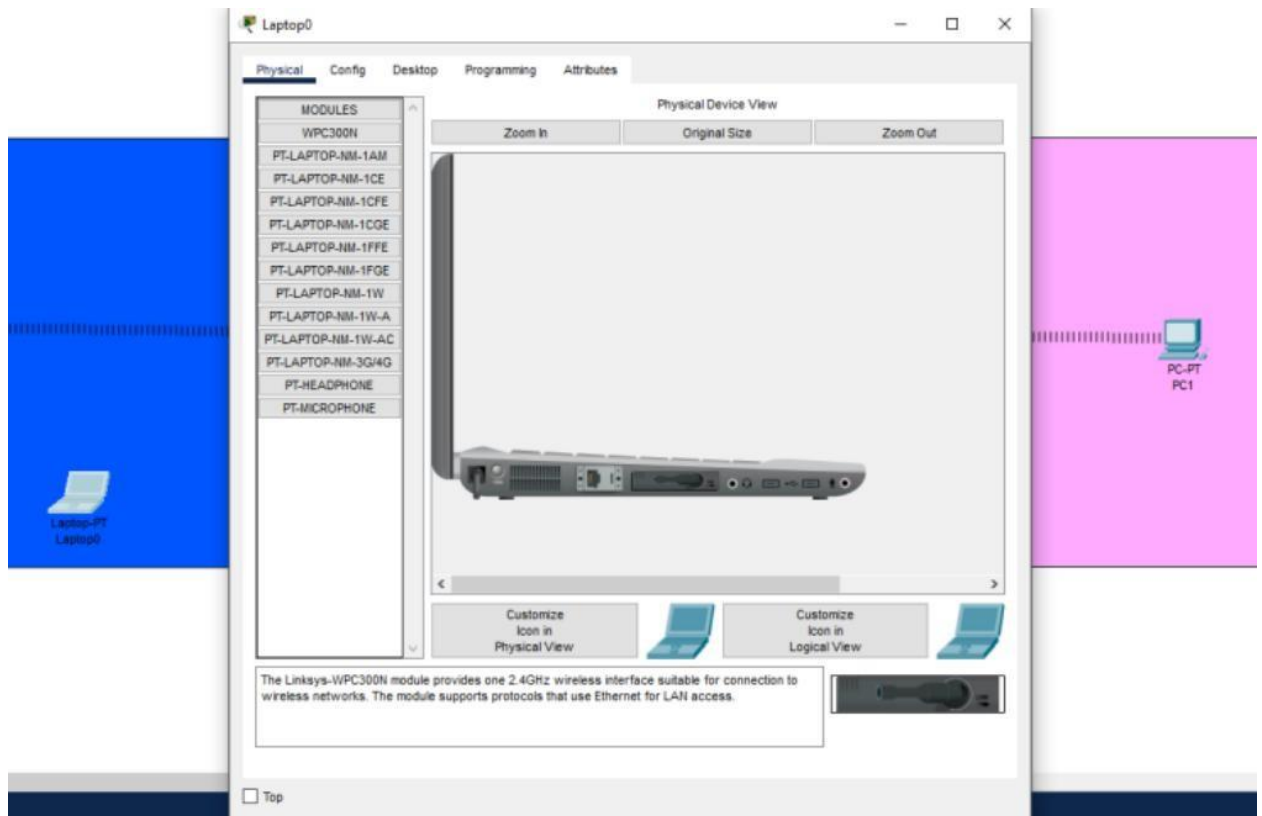 Laptop0
Physical Config Desktop Programming Attributes
MODULES
WPC300N
PT-LAPTOP-NM-1AM
PT-LAPTOP-NM-1CE
PT-LAPTOP-NM-1CFE
PT-LAPTOP-NM-1CGE
PT-LAPTOP-NM-1FFE
PT-LAPTOP-NM-1FGE
PT-LAPTOP-NM-1W
PT-LAPTOP-NM-1W-A
PT-LAPTOP-NM-1W-AC
PT-LAPTOP-NM-3G/4G
PT-HEADPHONE
PT-MICROPHONE
Physical Device View
Zoom In Original Size Zoom Out
Customize
Icon in
Physical View
Customize
Icon in
Logical View
The Linksys-WPC300N module provides one 2.4GHz wireless interface suitable for connection to
wireless networks. The module supports protocols that use Ethernet for LAN access.
Top
Laptop-PT
Laptop0
PC-PT
PC1